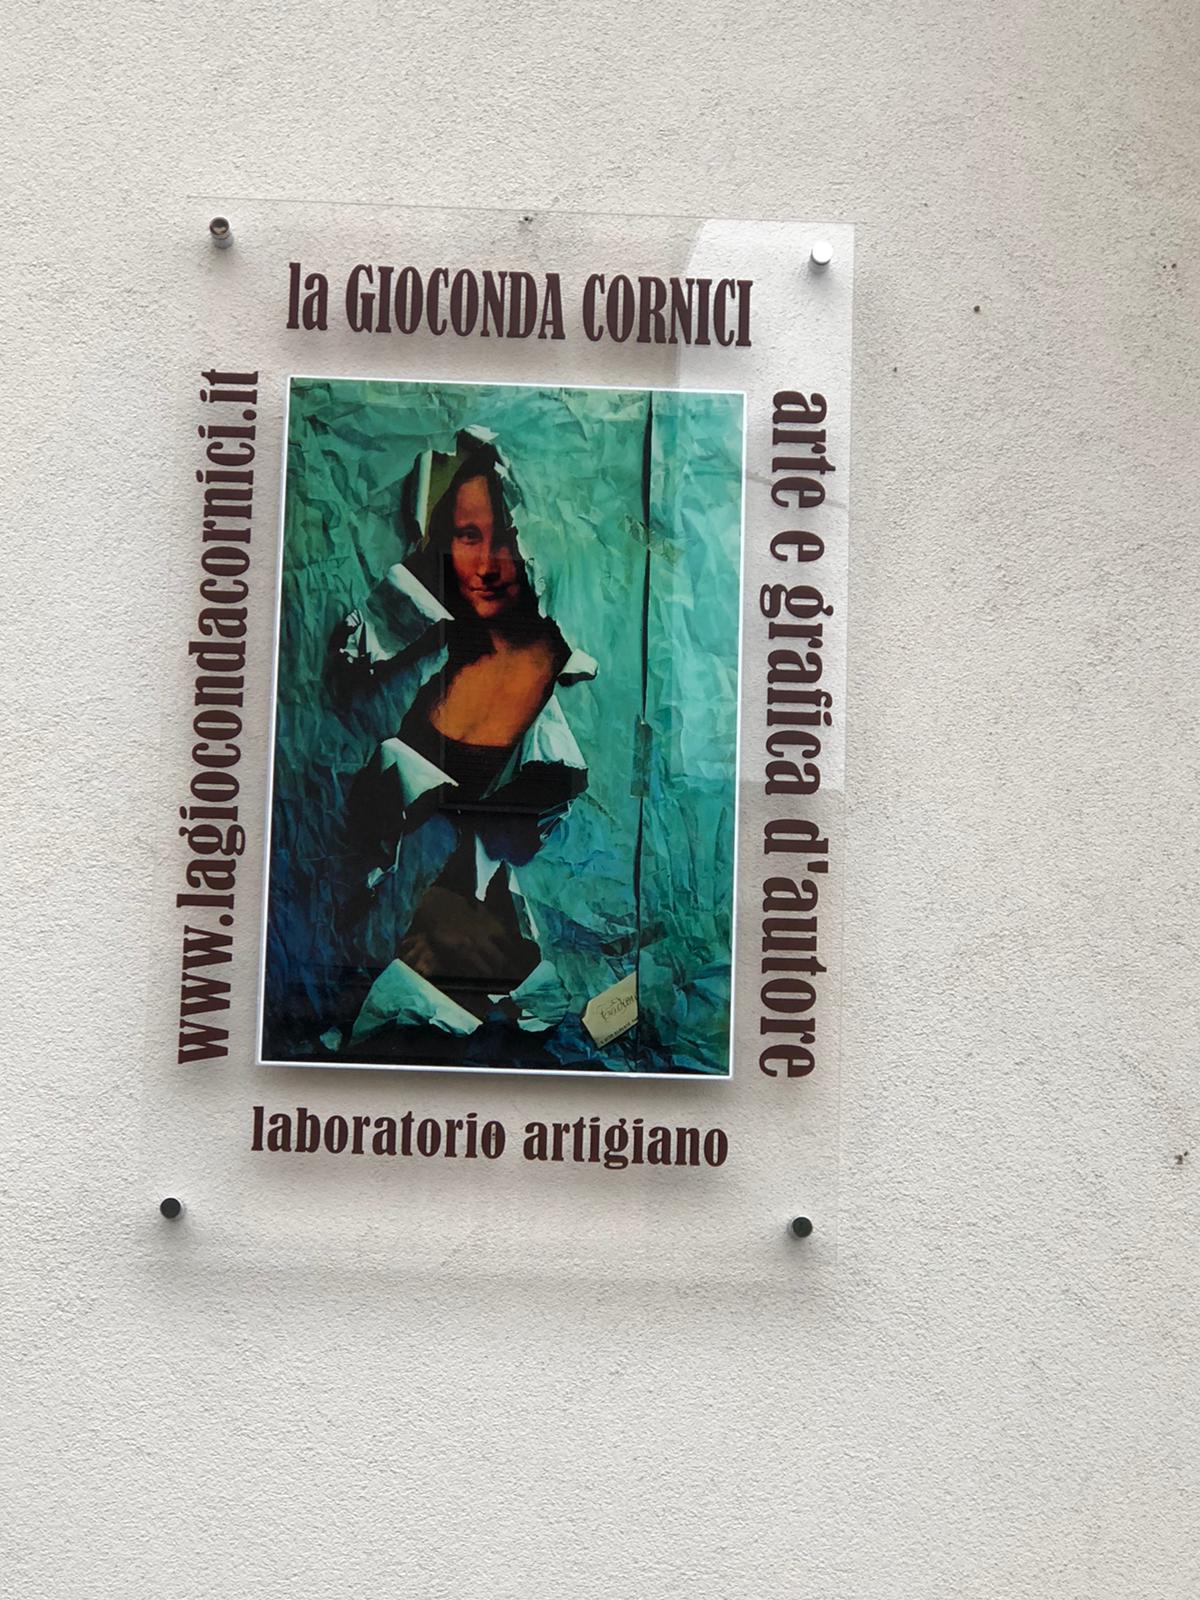 la GIOCONDA CORNICI
www.lagiocondacornici.it
arte e grafica d'autore
laboratorio artigiano